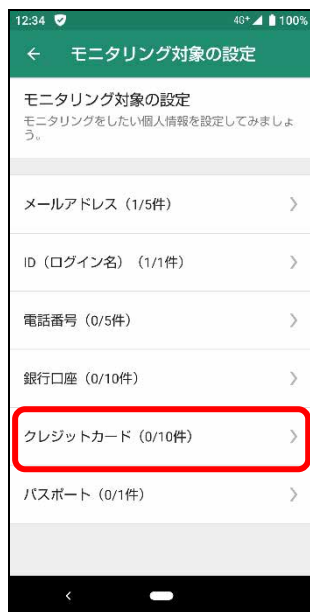 12:34 4G+ 100%
モニタリング対象の設定
モニタリング対象の設定
モニタリングをしたい個人情報を設定してみましょ
う。
メールアドレス（1/5件）
ID（ログイン名）（1/1件）
電話番号（0/5件）
銀行口座（0/10件）
クレジットカード（0/10件）
パスポート（0/1件）